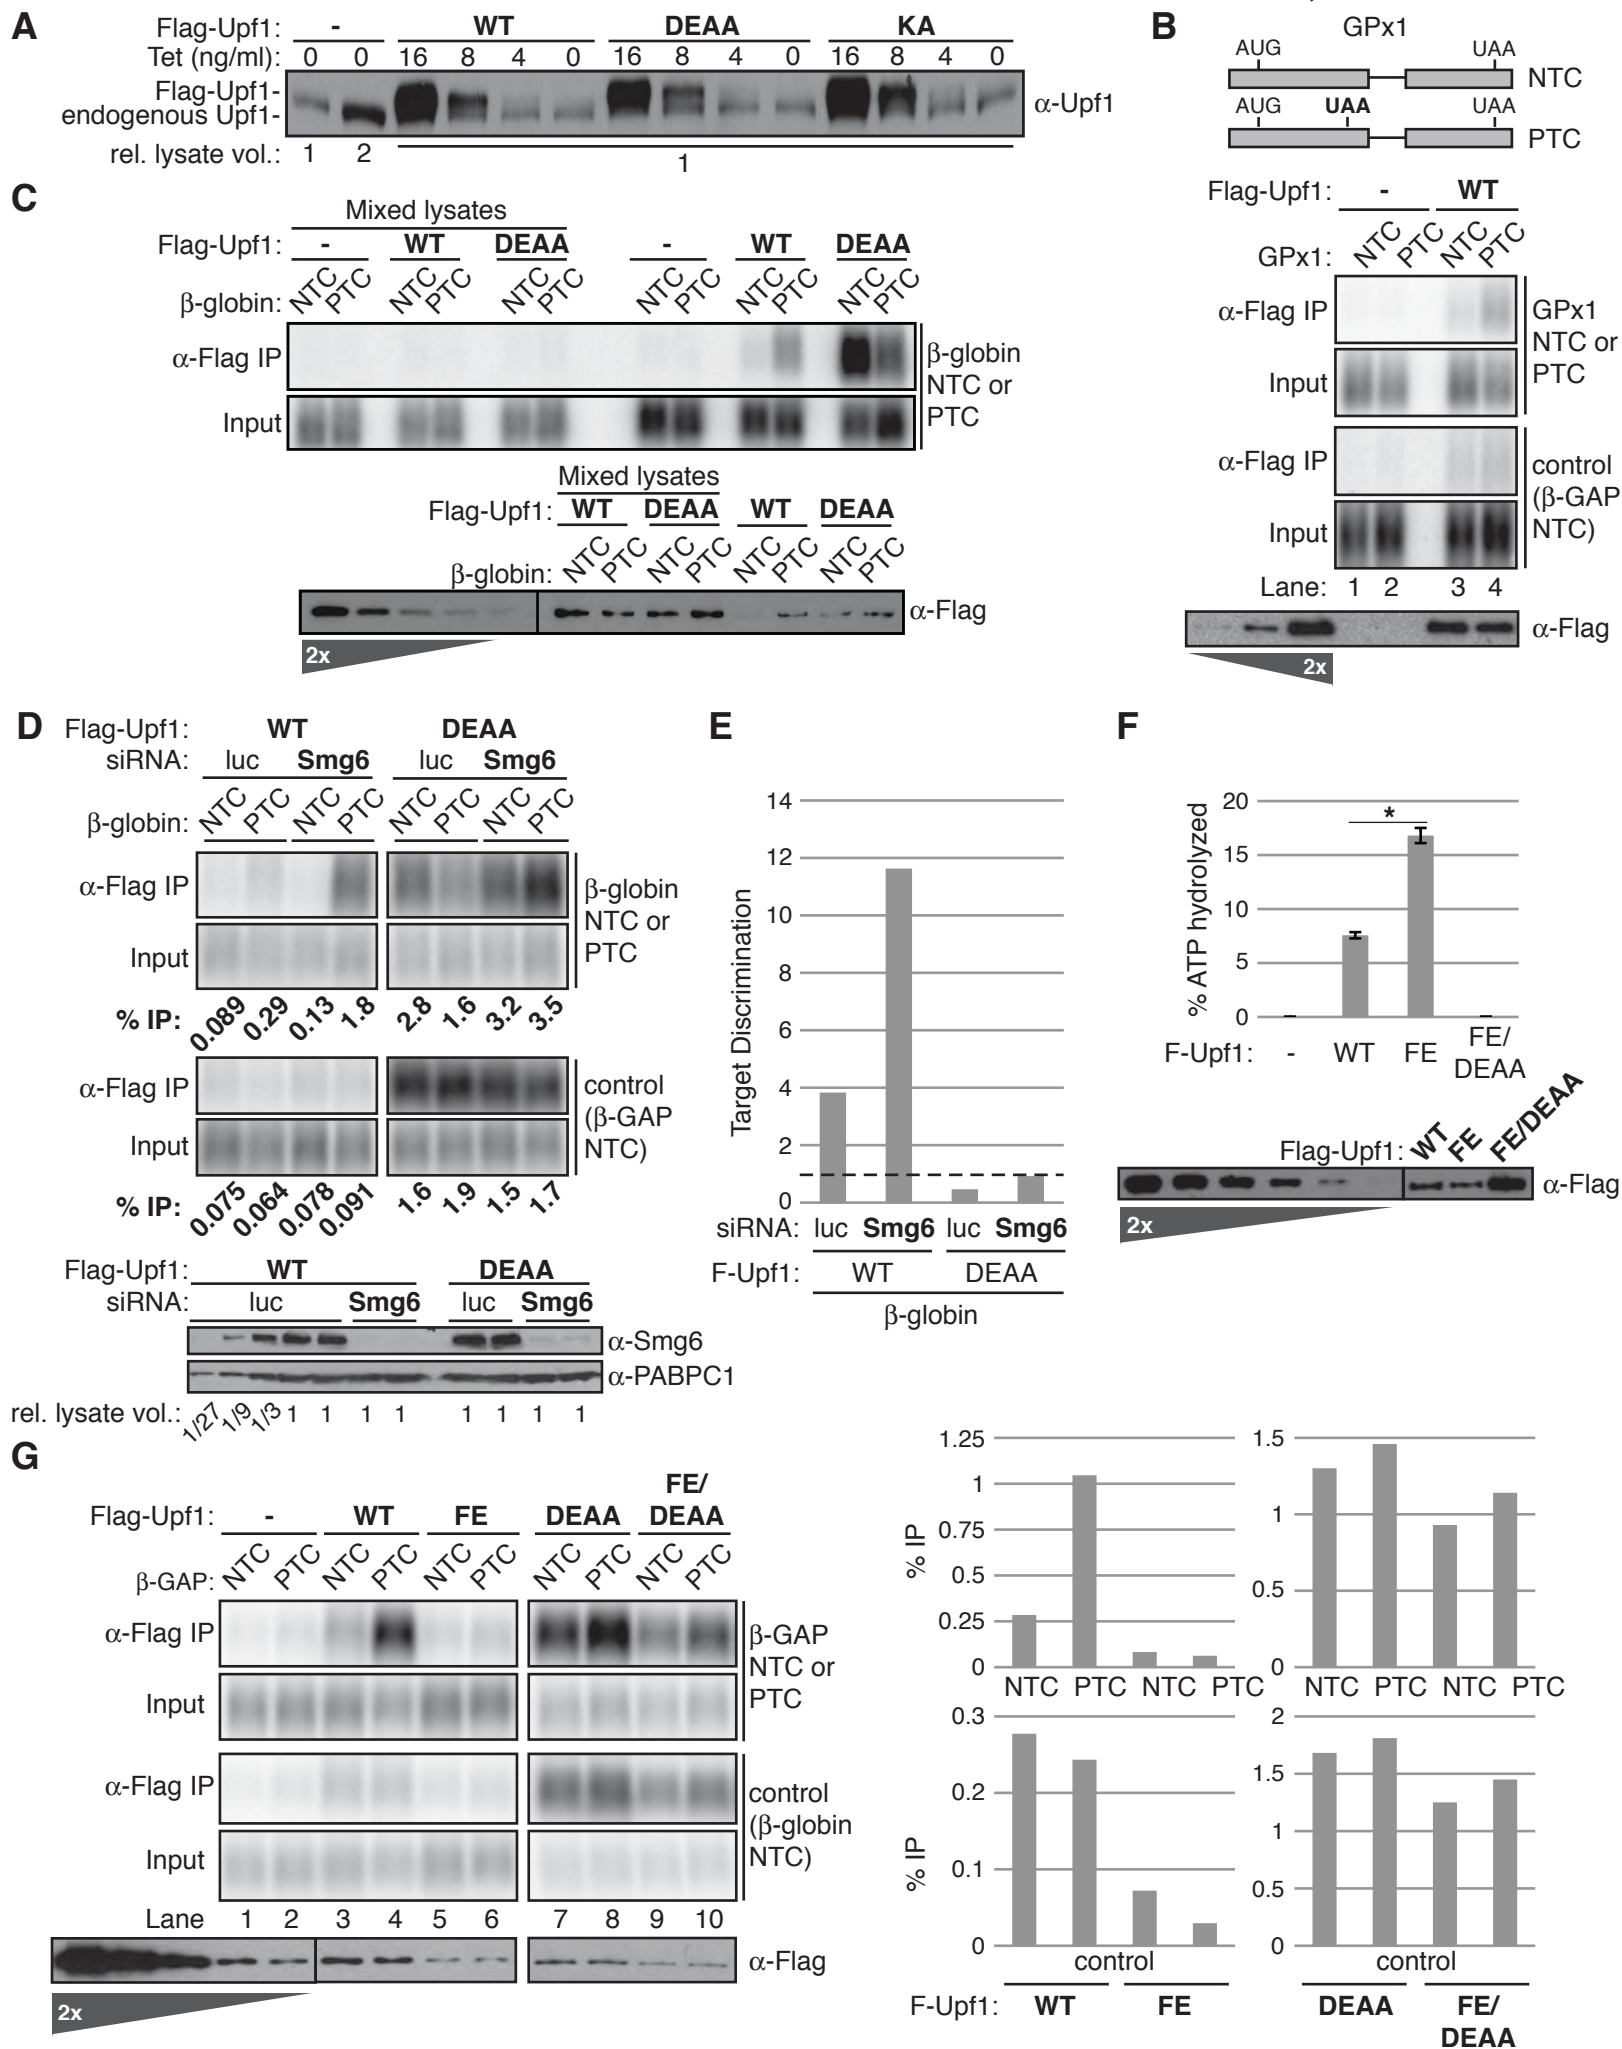 A
Flag-Upf1: - WT DEAA KA
Tet (ng/ml): 0 0 16 8 4 0 16 8 4 0 16 8 4 0
Flag-Upf1-
endogenous Upf1-
α-Upf1
rel. lysate vol.: 1 2 1
B
GPx1
AUG UAA
NTC
AUG UAA UAA
PTC
Flag-Upf1: - WT
GPx1: NTC PTC NTC PTC
α-Flag IP
Input
GPx1
NTC or
PTC
α-Flag IP
Input
control
(β-GAP
NTC)
Lane: 1 2 3 4
α-Flag
2x
C
Mixed lysates
Flag-Upf1: - WT DEAA - WT DEAA
β-globin: NTC PTC NTC PTC NTC PTC NTC PTC NTC PTC NTC PTC
α-Flag IP
Input
β-globin
NTC or
PTC
Mixed lysates
Flag-Upf1: WT DEAA WT DEAA
β-globin: NTC PTC NTC PTC NTC PTC NTC PTC
α-Flag
2x
D
Flag-Upf1: WT DEAA
siRNA: luc Smg6 luc Smg6
β-globin: NTC PTC NTC PTC NTC PTC NTC PTC
α-Flag IP
Input
β-globin
NTC or
PTC
% IP: 0.089 0.29 0.13 1.8 2.8 1.6 3.2 3.5
α-Flag IP
Input
control
(β-GAP
NTC)
% IP: 0.075 0.064 0.078 0.091 1.6 1.9 1.5 1.7
Flag-Upf1: WT DEAA
siRNA: luc Smg6 luc Smg6
α-Smg6
α-PABPC1
rel. lysate vol.: 1/27 1/9 1/3 1 1 1 1 1 1 1 1
E
Target Discrimination
14
12
10
8
6
4
2
0
siRNA: luc Smg6 luc Smg6
F-Upf1: WT DEAA
β-globin
F
% ATP hydrolyzed
20
15
10
5
0
*
F-Upf1: - WT FE FE/
DEAA
Flag-Upf1: WT FE FE/DEAA
α-Flag
2x
G
Flag-Upf1: - WT FE DEAA FE/
DEAA
β-GAP: NTC PTC NTC PTC NTC PTC NTC PTC NTC PTC
α-Flag IP
Input
β-GAP
NTC or
PTC
α-Flag IP
Input
control
(β-globin
NTC)
Lane 1 2 3 4 5 6 7 8 9 10
α-Flag
2x
% IP
1.25
1
0.75
0.5
0.25
0
NTC PTC NTC PTC
1.5
1
0.5
0
NTC PTC NTC PTC
% IP
0.3
0.2
0.1
0
control
2
1.5
1
0.5
0
control
F-Upf1: WT FE DEAA FE/
DEAA